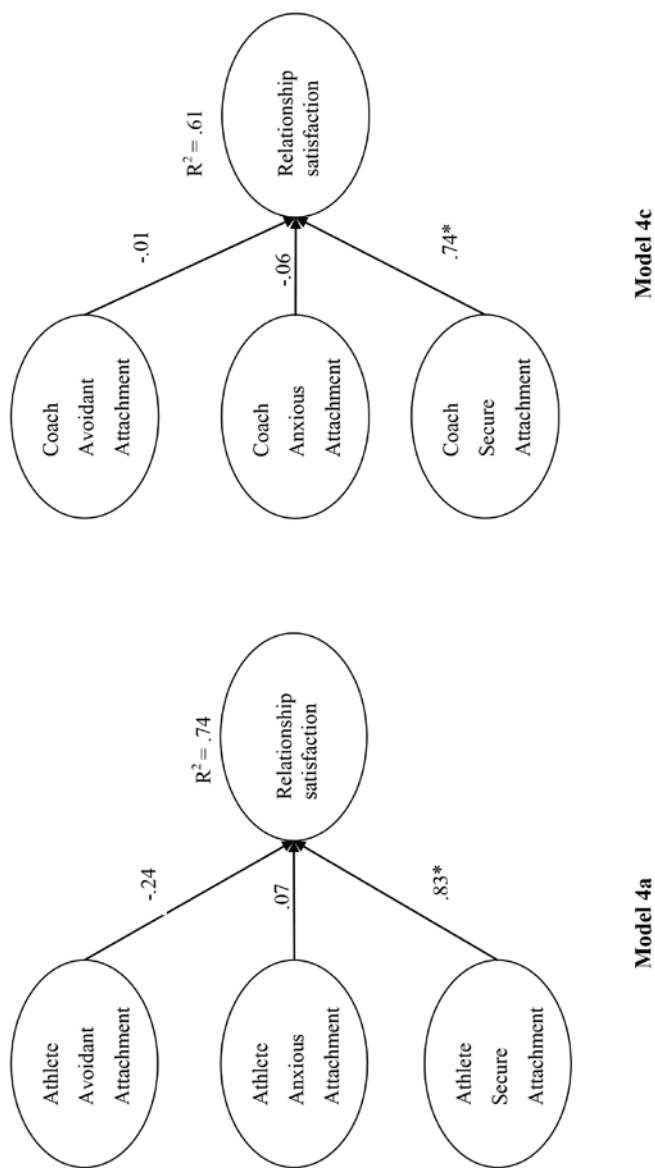 Athlete
Avoidant
Attachment
-.24
Athlete
Anxious
Attachment
.07
Athlete
Secure
Attachment
.83*
R² = .74
Relationship
satisfaction
Model 4a
Coach
Avoidant
Attachment
-.01
Coach
Anxious
Attachment
-.06
Coach
Secure
Attachment
.74*
R² = .61
Relationship
satisfaction
Model 4c